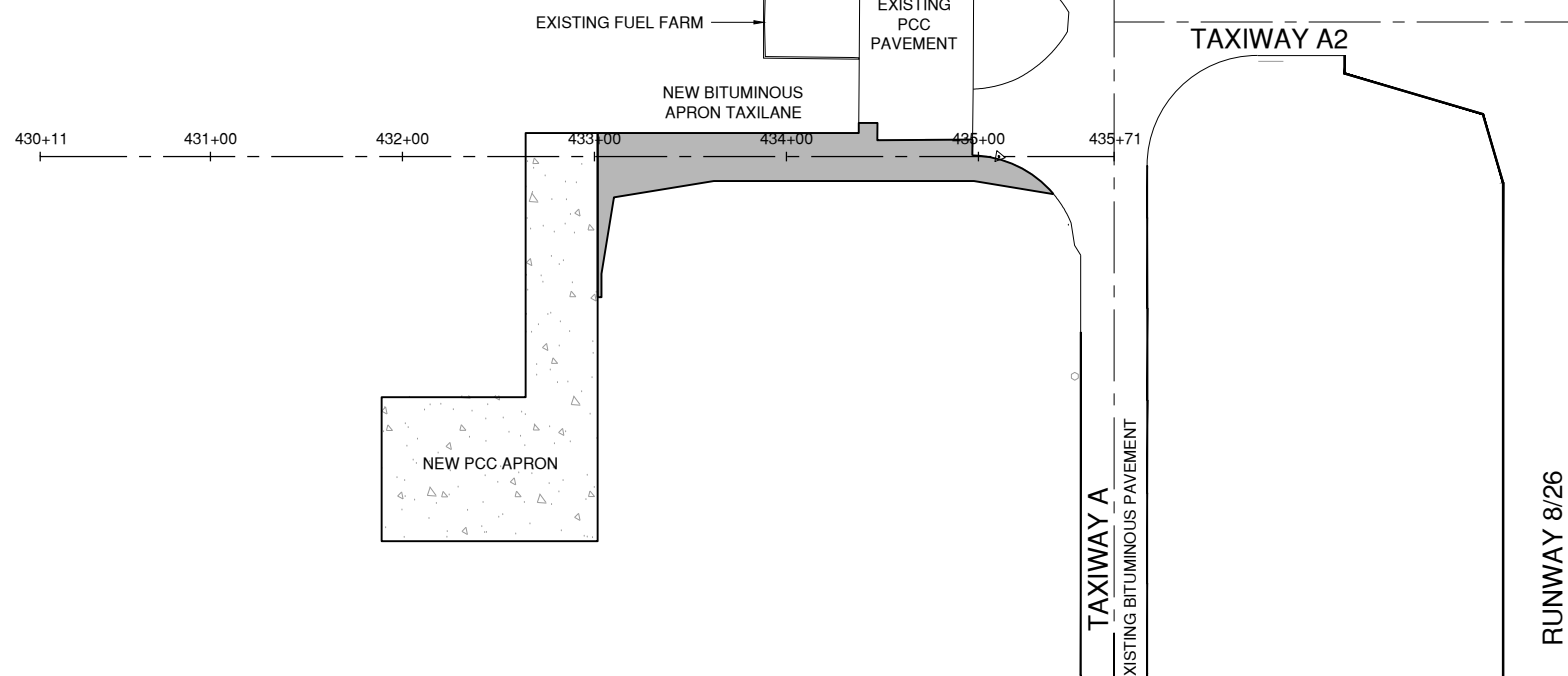 EXISTING
PCC
PAVEMENT
EXISTING FUEL FARM
TAXIWAY A2
NEW BITUMINOUS
APRON TAXILANE
430+11
431+00
432+00
433+00
434+00
435+00
435+71
NEW PCC APRON
TAXIWAY A
XISTING BITUMINOUS PAVEMENT
RUNWAY 8/26